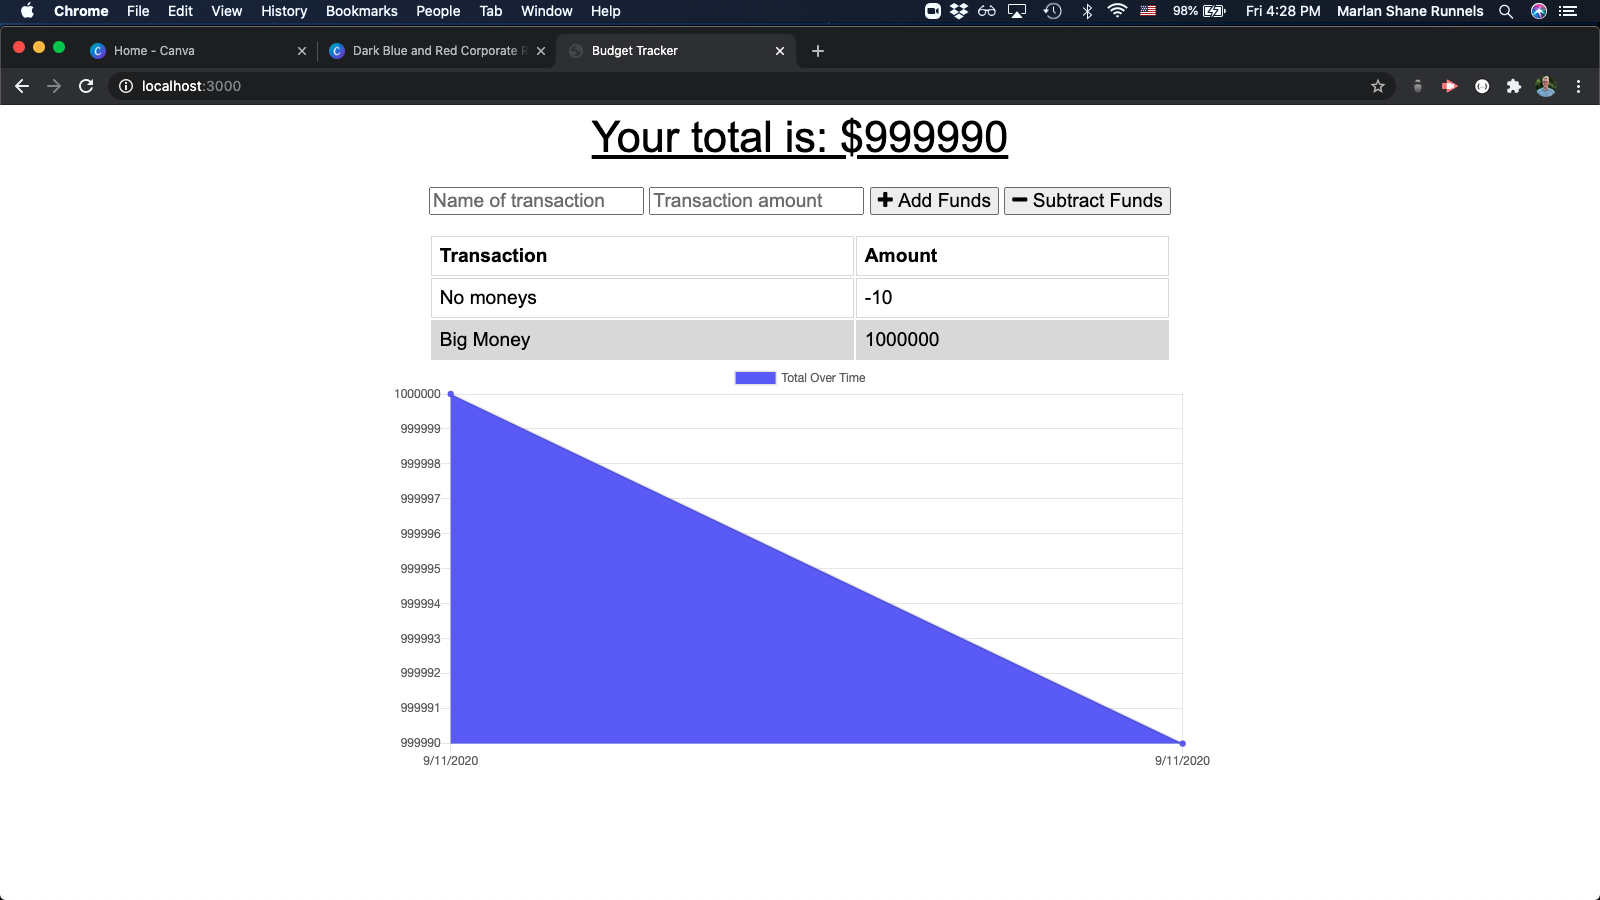 Chrome File Edit View History Bookmarks People Tab Window Help 98% Fri 4:28 PM Marlan Shane Runnels
Home - Canva Dark Blue and Red Corporate R Budget Tracker
localhost:3000
Your total is: $999990
Name of transaction Transaction amount Add Funds Subtract Funds
Transaction Amount
No moneys -10
Big Money 1000000
Total Over Time
1000000
999999
999998
999997
999996
999995
999994
999993
999992
999991
999990
9/11/2020 9/11/2020